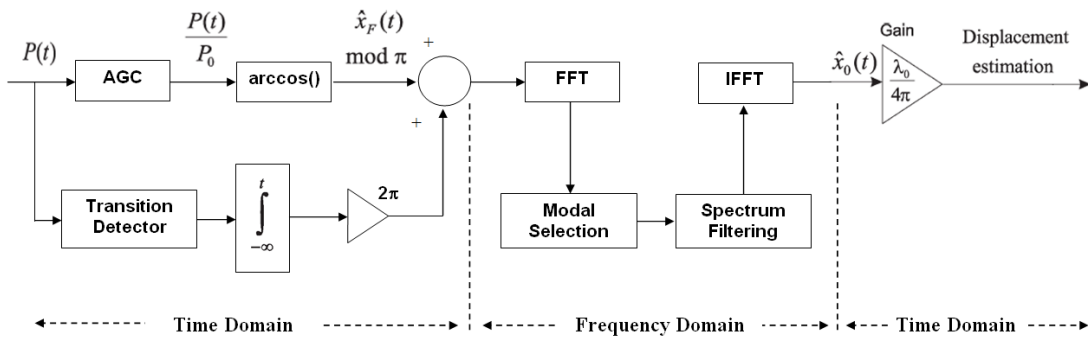 P(t)
AGC
P(t)
P₀
arccos()
x̂_F(t)
mod π
+
+
Transition
Detector
t
∫
−∞
2π
FFT
Modal
Selection
Spectrum
Filtering
IFFT
x̂₀(t)
Gain
λ₀
4π
Displacement
estimation
Time Domain
Frequency Domain
Time Domain